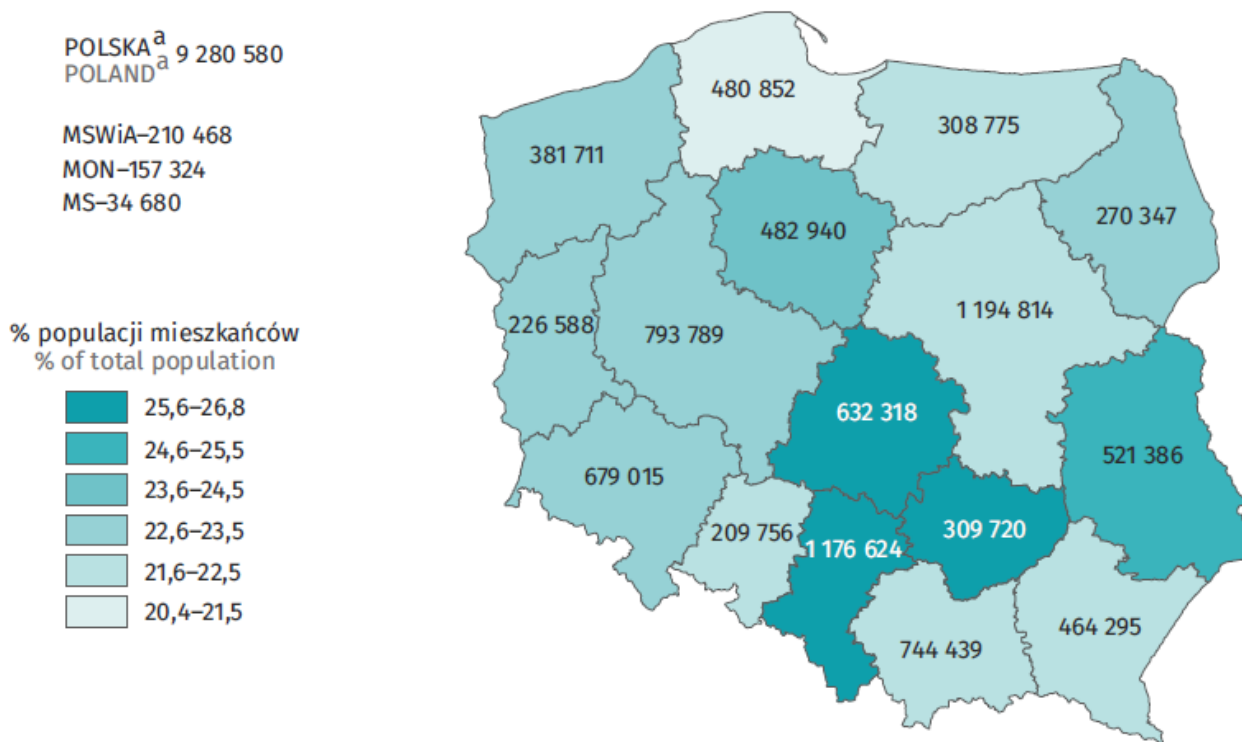 POLSKAᵃ 9 280 580
POLANDᵃ
MSWiA–210 468
MON–157 324
MS–34 680
% populacji mieszkańców
% of total population
25,6–26,8
24,6–25,5
23,6–24,5
22,6–23,5
21,6–22,5
20,4–21,5
480 852
308 775
381 711
270 347
482 940
1 194 814
226 588
793 789
632 318
521 386
679 015
209 756
1 176 624
309 720
464 295
744 439